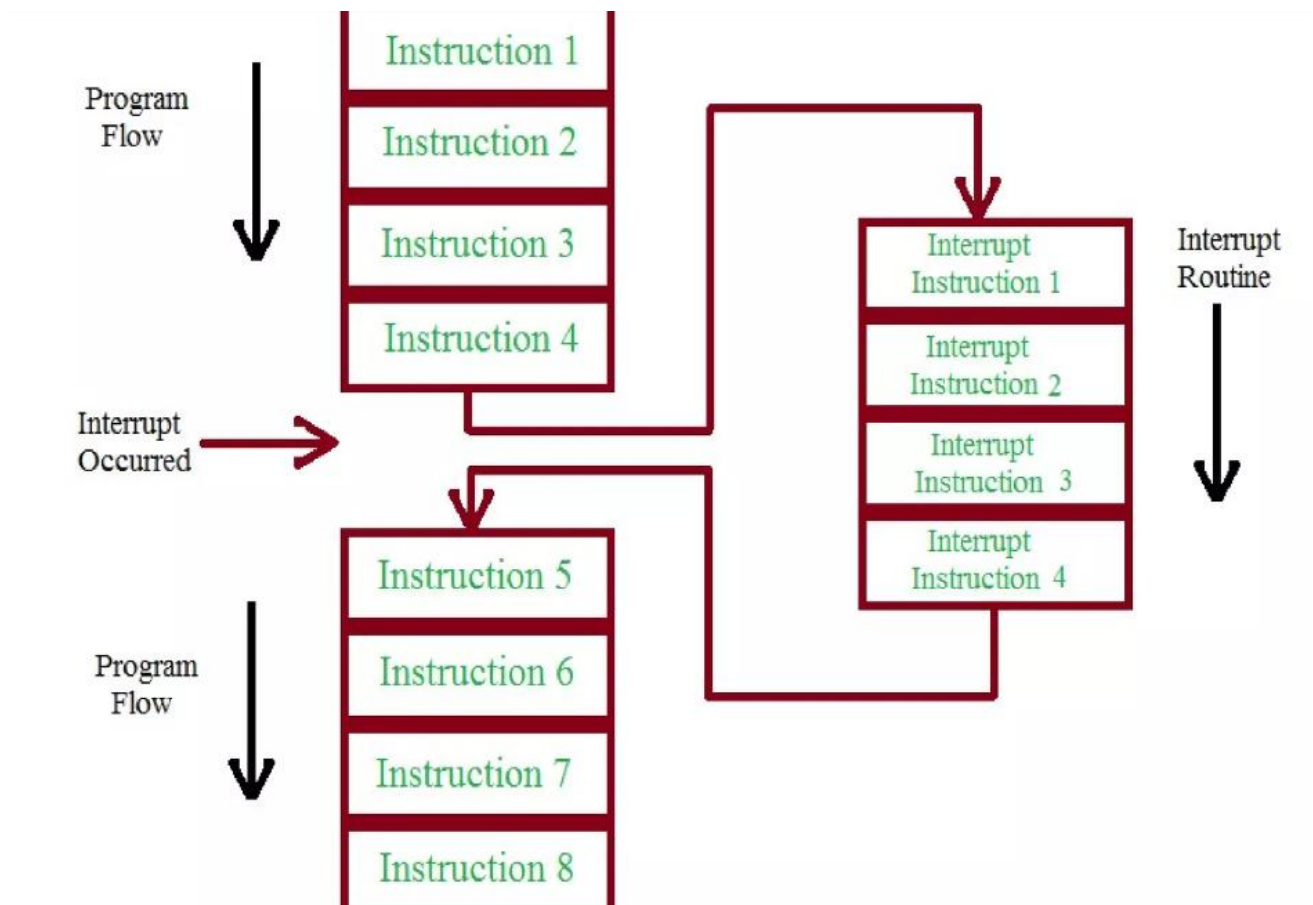 Instruction 1
Program
Flow
Instruction 2
Instruction 3
Instruction 4
Interrupt
Occurred
Interrupt
Instruction 1
Interrupt
Routine
Interrupt
Instruction 2
Interrupt
Instruction 3
Interrupt
Instruction 4
Instruction 5
Program
Flow
Instruction 6
Instruction 7
Instruction 8